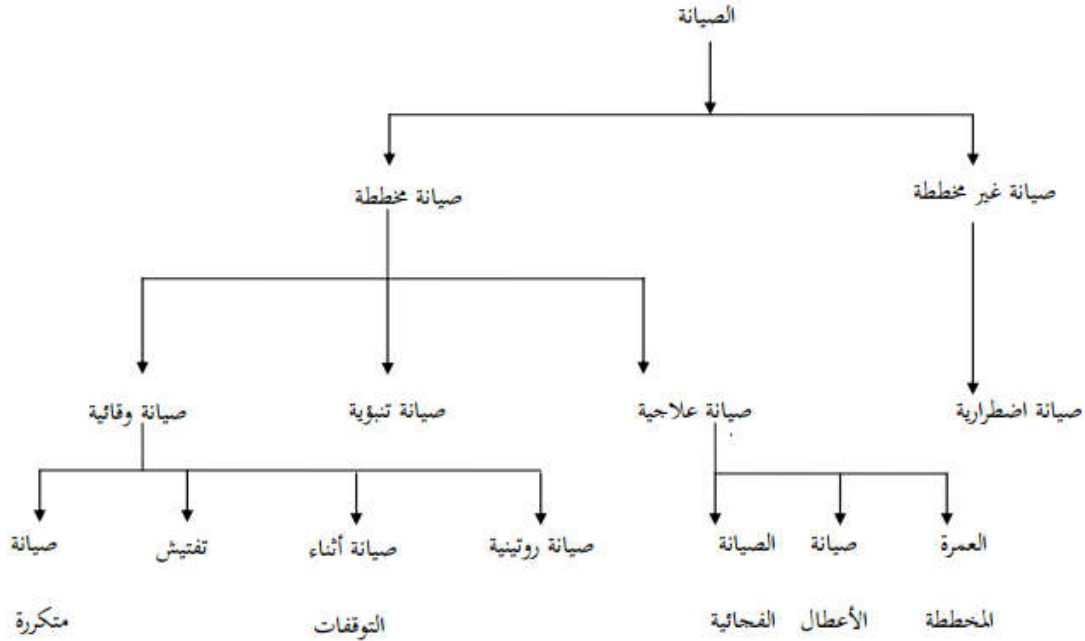 الصيانة
صيانة غير مخططة
صيانة مخططة
صيانة اضطرارية
صيانة علاجية
صيانة تنبؤية
صيانة وقائية
العمرة
المخططة
صيانة
الأعطال
الصيانة
الفجائية
صيانة روتينية
صيانة أثناء
التوقفات
تفتيش
صيانة
متكررة